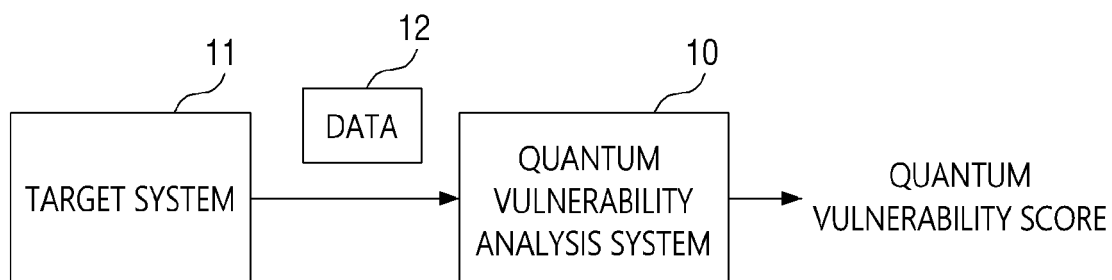 11
12
10
TARGET SYSTEM
DATA
QUANTUM
VULNERABILITY
ANALYSIS SYSTEM
QUANTUM
VULNERABILITY SCORE